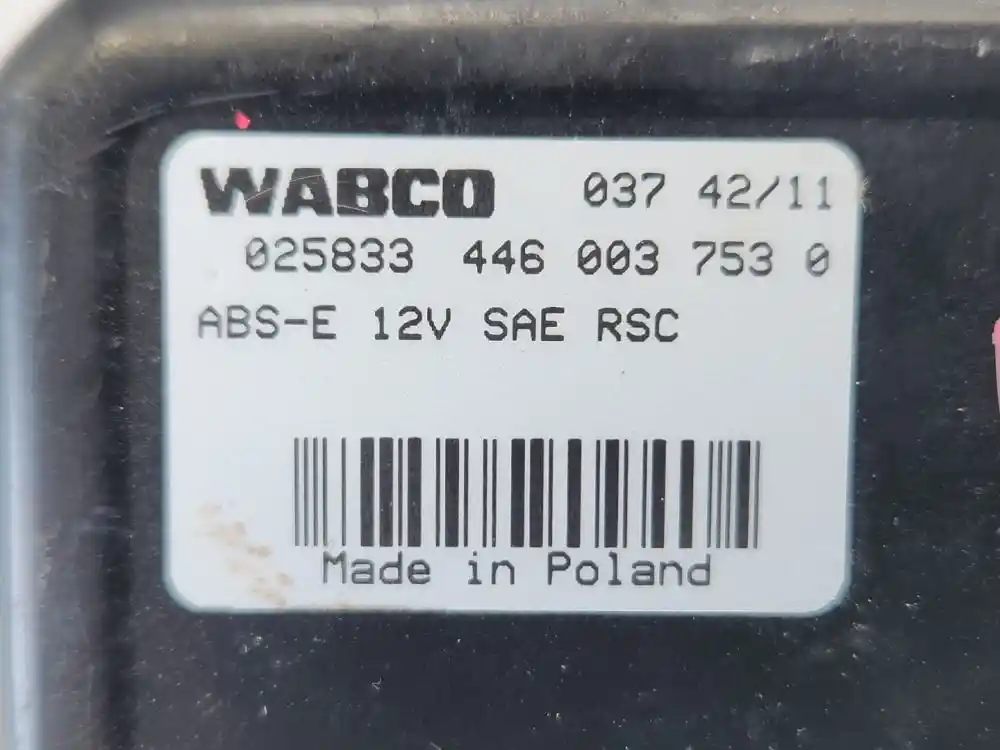 WABCO 037 42/11
025833 446 003 753 0
ABS-E 12V SAE RSC
Made in Poland